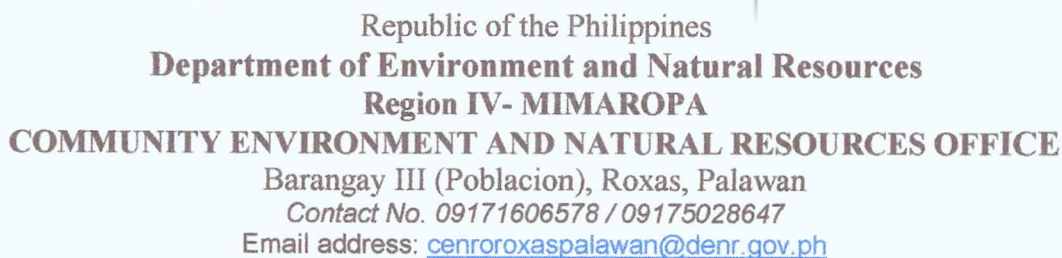 Republic of the Philippines
Department of Environment and Natural Resources
Region IV- MIMAROPA
COMMUNITY ENVIRONMENT AND NATURAL RESOURCES OFFICE
Barangay III (Poblacion), Roxas, Palawan
Contact No. 09171606578 / 09175028647
Email address: cenroroxaspalawan@denr.gov.ph